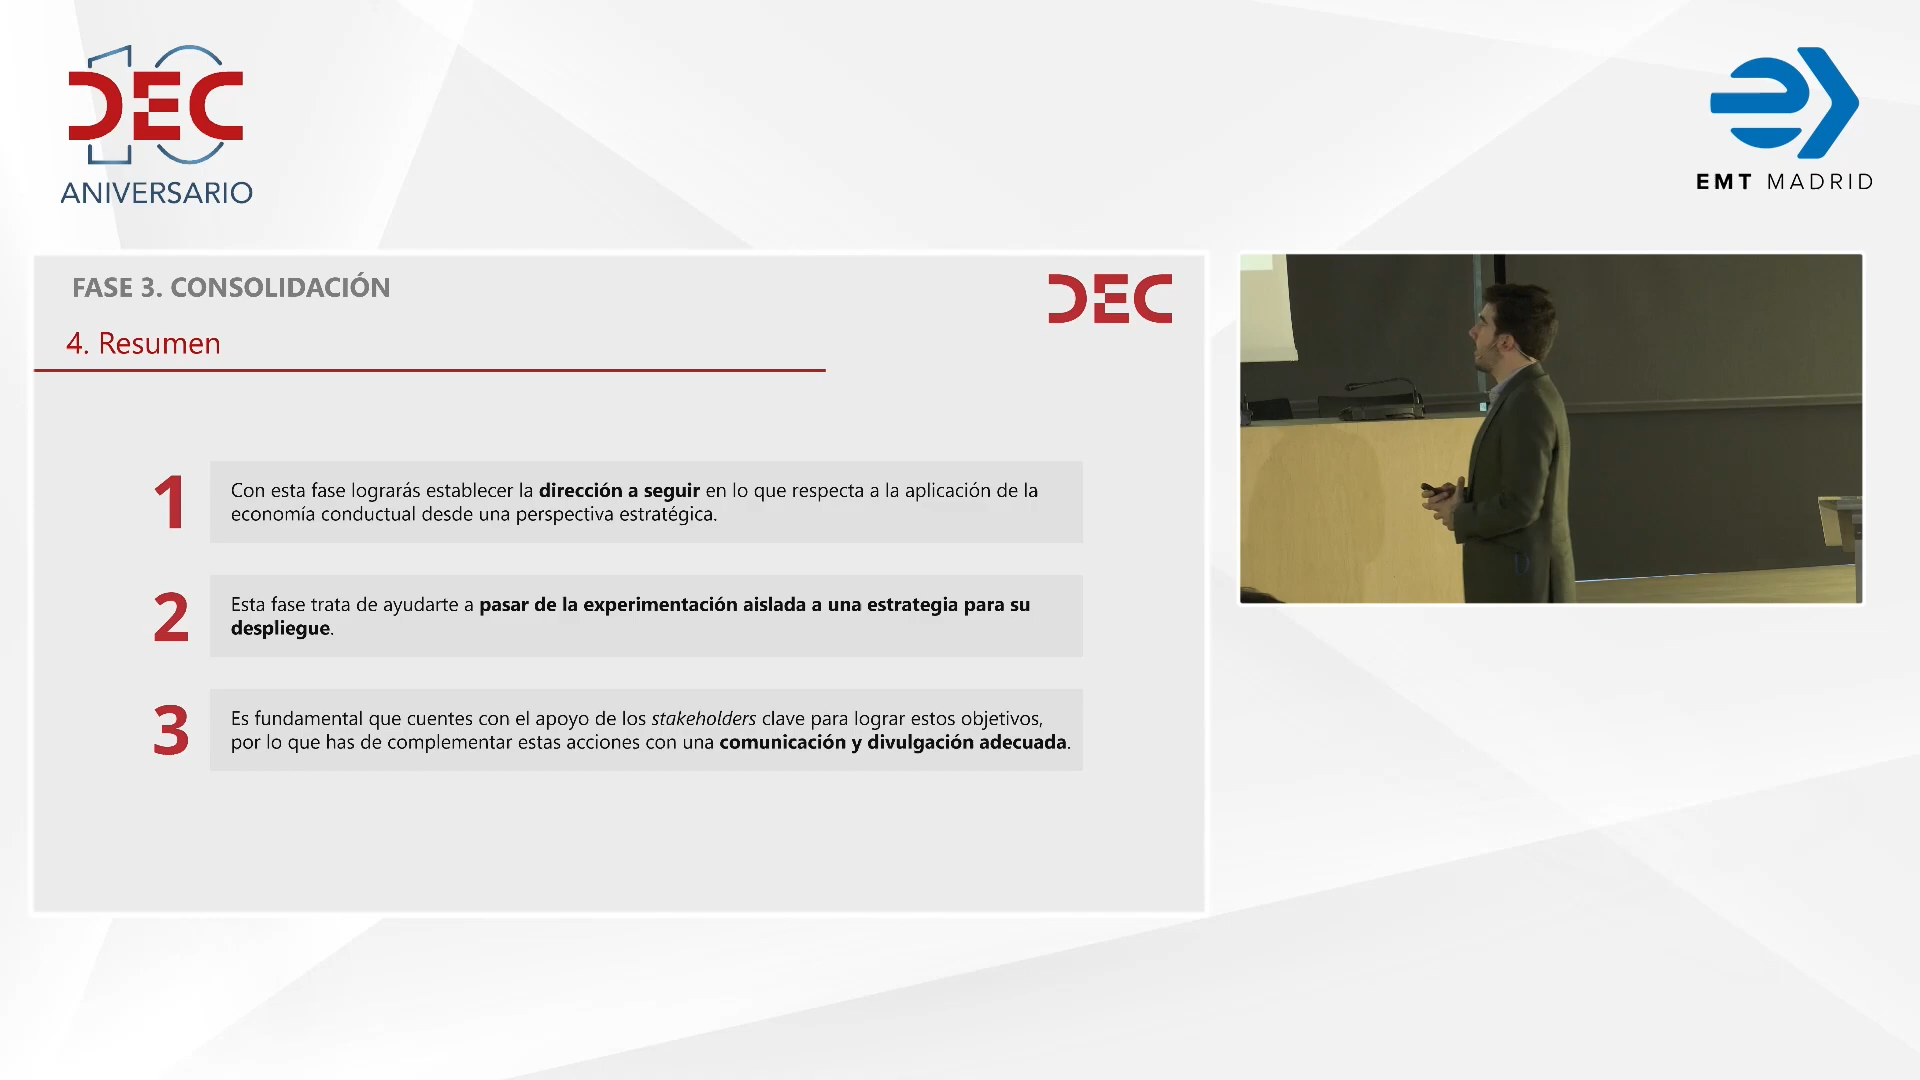 10
DEC
ANIVERSARIO
EMT MADRID
FASE 3. CONSOLIDACIÓN
DEC
4. Resumen
1
Con esta fase lograrás establecer la dirección a seguir en lo que respecta a la aplicación de la
economía conductual desde una perspectiva estratégica.
2
Esta fase trata de ayudarte a pasar de la experimentación aislada a una estrategia para su
despliegue.
3
Es fundamental que cuentes con el apoyo de los stakeholders clave para lograr estos objetivos,
por lo que has de complementar estas acciones con una comunicación y divulgación adecuada.